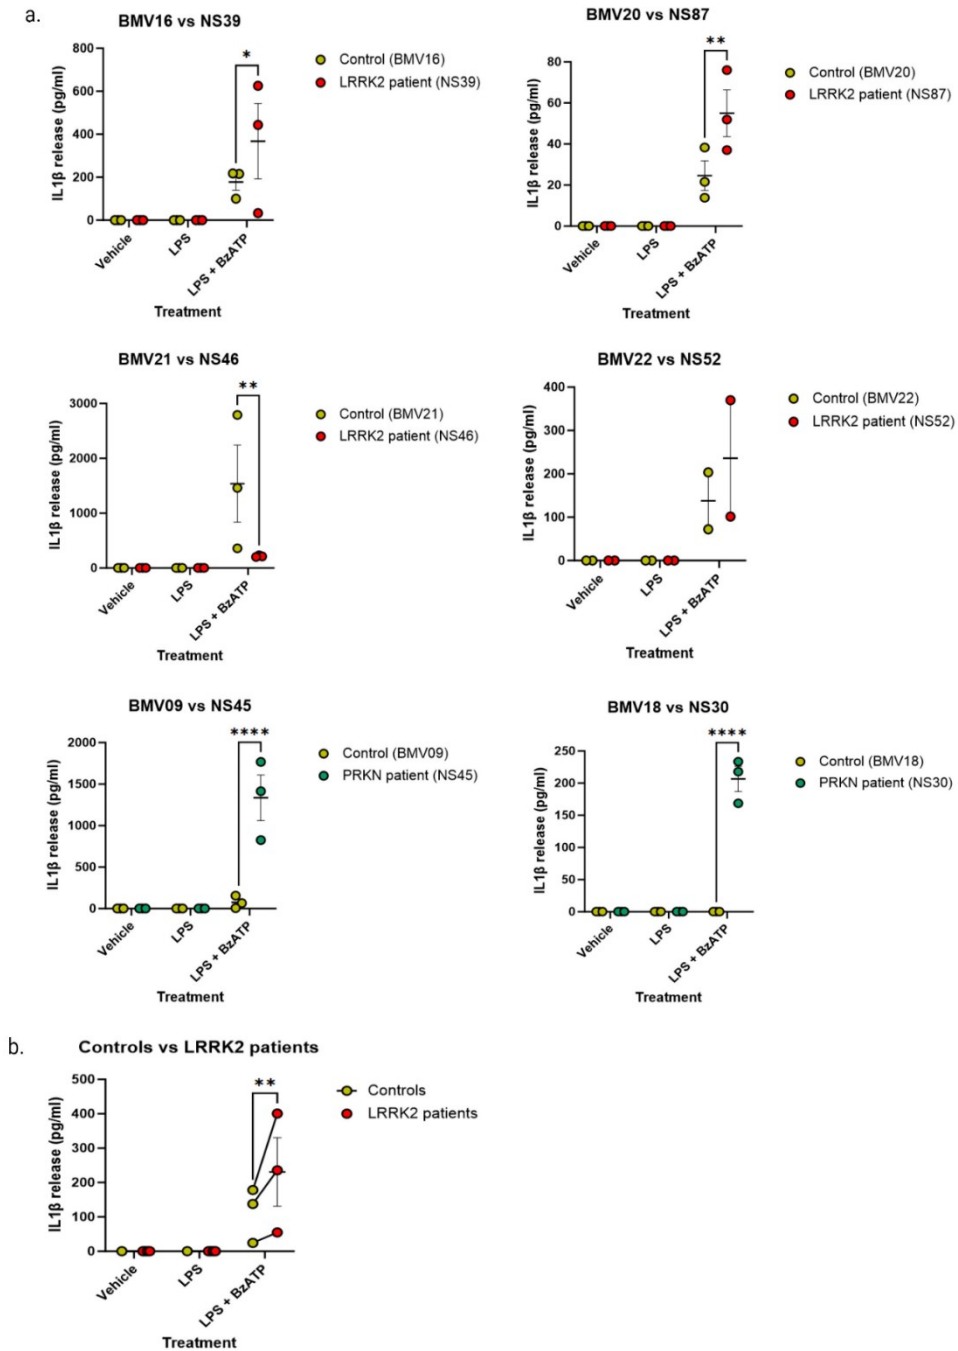 a.
BMV16 vs NS39
IL1β release (pg/ml)
800
600
400
200
0
*
Vehicle
LPS
LPS + BzATP
Treatment
Control (BMV16)
LRRK2 patient (NS39)
BMV20 vs NS87
IL1β release (pg/ml)
80
60
40
20
0
**
Vehicle
LPS
LPS + BzATP
Treatment
Control (BMV20)
LRRK2 patient (NS87)
BMV21 vs NS46
IL1β release (pg/ml)
3000
2000
1000
0
**
Vehicle
LPS
LPS + BzATP
Treatment
Control (BMV21)
LRRK2 patient (NS46)
BMV22 vs NS52
IL1β release (pg/ml)
400
300
200
100
0
Vehicle
LPS
LPS + BzATP
Treatment
Control (BMV22)
LRRK2 patient (NS52)
BMV09 vs NS45
IL1β release (pg/ml)
2000
1500
1000
500
0
****
Vehicle
LPS
LPS + BzATP
Treatment
Control (BMV09)
PRKN patient (NS45)
BMV18 vs NS30
IL1β release (pg/ml)
250
200
150
100
50
0
****
Vehicle
LPS
LPS + BzATP
Treatment
Control (BMV18)
PRKN patient (NS30)
b.
Controls vs LRRK2 patients
IL1β release (pg/ml)
500
400
300
200
100
0
**
Vehicle
LPS
LPS + BzATP
Treatment
Controls
LRRK2 patients